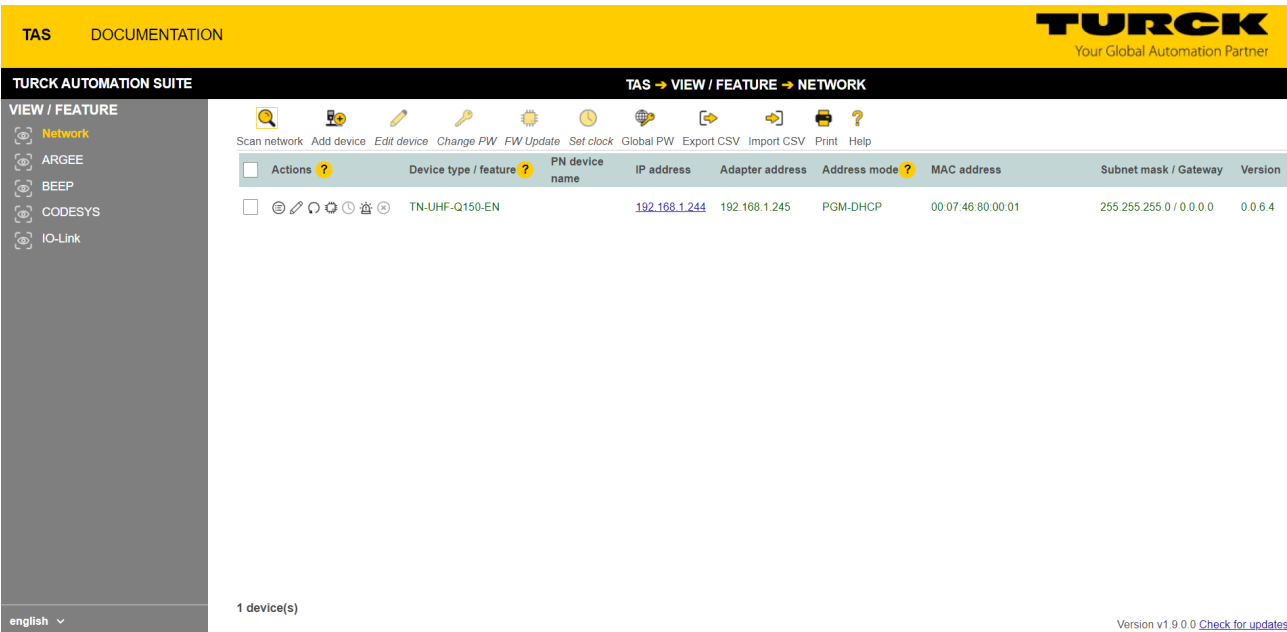 TAS DOCUMENTATION
TURCK
Your Global Automation Partner
TURCK AUTOMATION SUITE
TAS ➔ VIEW / FEATURE ➔ NETWORK
VIEW / FEATURE
Network
ARGEE
BEEP
CODESYS
IO-Link
Scan network Add device Edit device Change PW FW Update Set clock Global PW Export CSV Import CSV Print Help
Actions ? Device type / feature ? PN device name IP address Adapter address Address mode ? MAC address Subnet mask / Gateway Version
TN-UHF-Q150-EN 192.168.1.244 192.168.1.245 PGM-DHCP 00:07:46:80:00:01 255.255.255.0 / 0.0.0.0 0.0.6.4
1 device(s)
english
Version v1.9.0.0 Check for updates